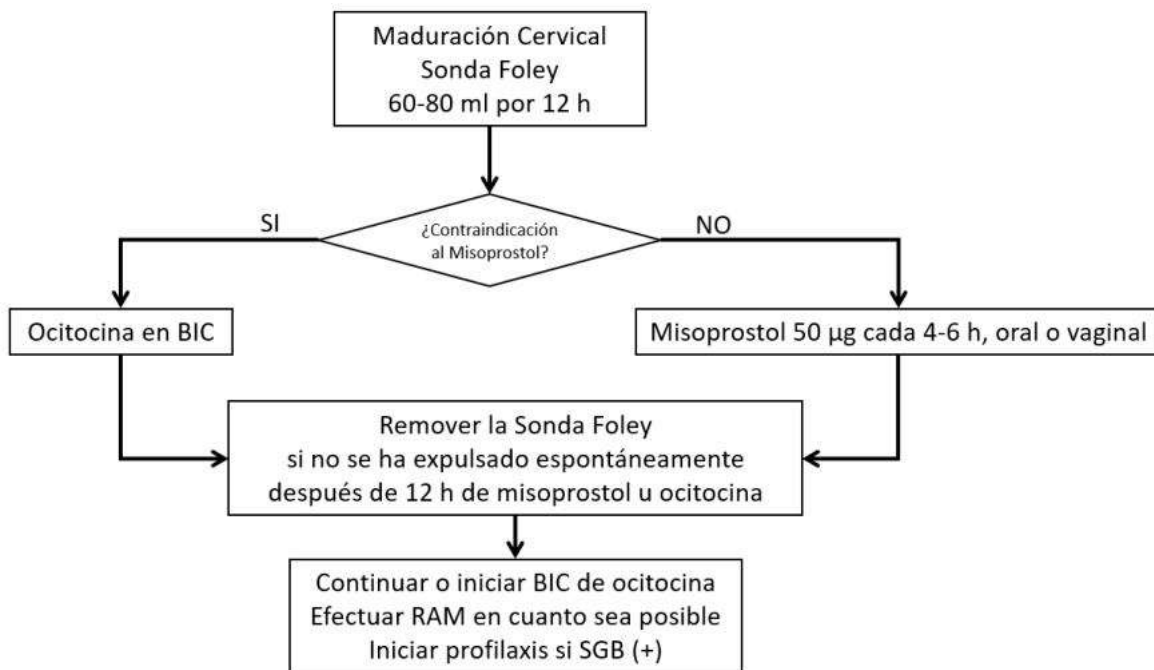 Maduración Cervical
Sonda Foley
60-80 ml por 12 h
SI
¿Contraindicación
al Misoprostol?
NO
Ocitocina en BIC
Misoprostol 50 µg cada 4-6 h, oral o vaginal
Remover la Sonda Foley
si no se ha expulsado espontáneamente
después de 12 h de misoprostol u ocitocina
Continuar o iniciar BIC de ocitocina
Efectuar RAM en cuanto sea posible
Iniciar profilaxis si SGB (+)